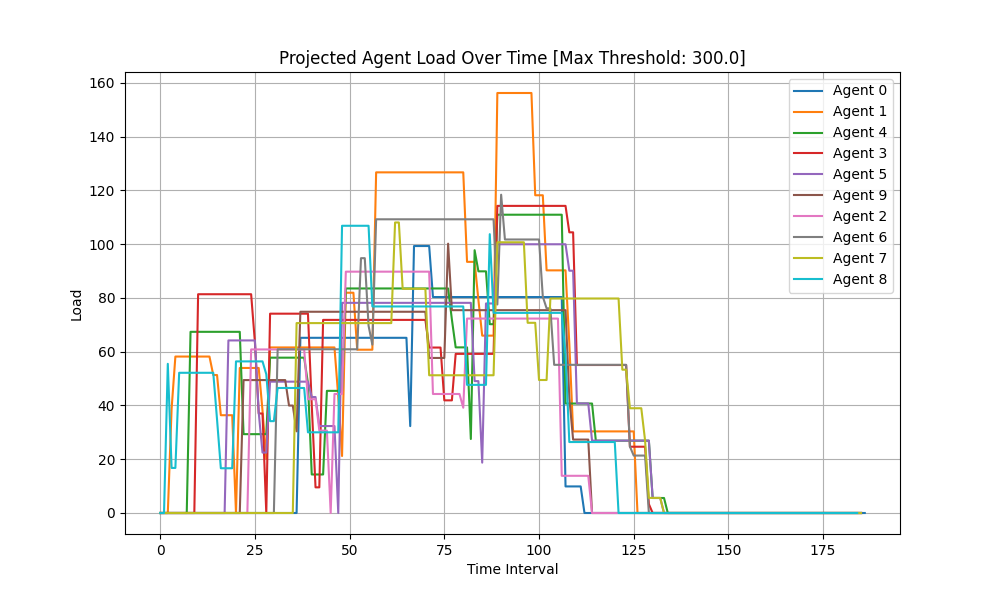 Projected Agent Load Over Time [Max Threshold: 300.0]
Load
160
140
120
100
80
60
40
20
0
Agent 0
Agent 1
Agent 4
Agent 3
Agent 5
Agent 9
Agent 2
Agent 6
Agent 7
Agent 8
0 25 50 75 100 125 150 175
Time Interval